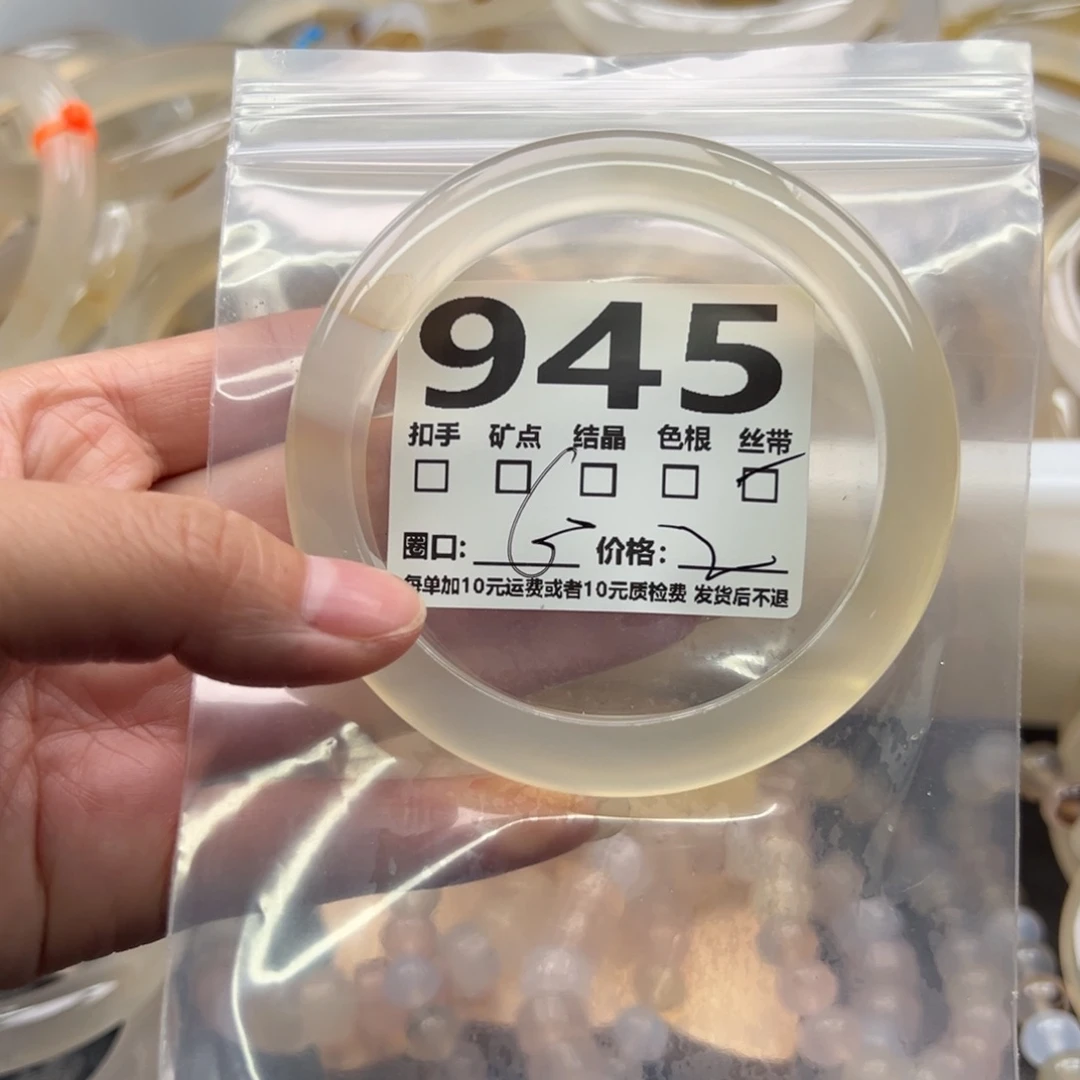 945
扣手 矿点 结晶 色根 丝带
圈口: 65 价格:
每单加10元运费或者10元质检费 发货后不退